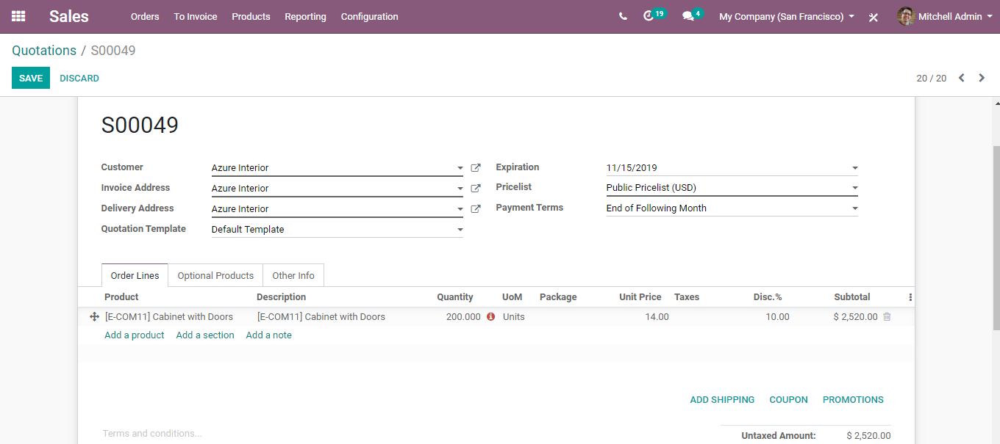 Sales Orders To Invoice Products Reporting Configuration 19 4 My Company (San Francisco) Mitchell Admin
Quotations / S00049
SAVE DISCARD 20 / 20
S00049
Customer Azure Interior Expiration 11/15/2019
Invoice Address Azure Interior Pricelist Public Pricelist (USD)
Delivery Address Azure Interior Payment Terms End of Following Month
Quotation Template Default Template
Order Lines Optional Products Other Info
Product Description Quantity UoM Package Unit Price Taxes Disc.% Subtotal
[E-COM11] Cabinet with Doors [E-COM11] Cabinet with Doors 200.000 Units 14.00 10.00 $ 2,520.00
Add a product Add a section Add a note
ADD SHIPPING COUPON PROMOTIONS
Terms and conditions...
Untaxed Amount: $ 2,520.00